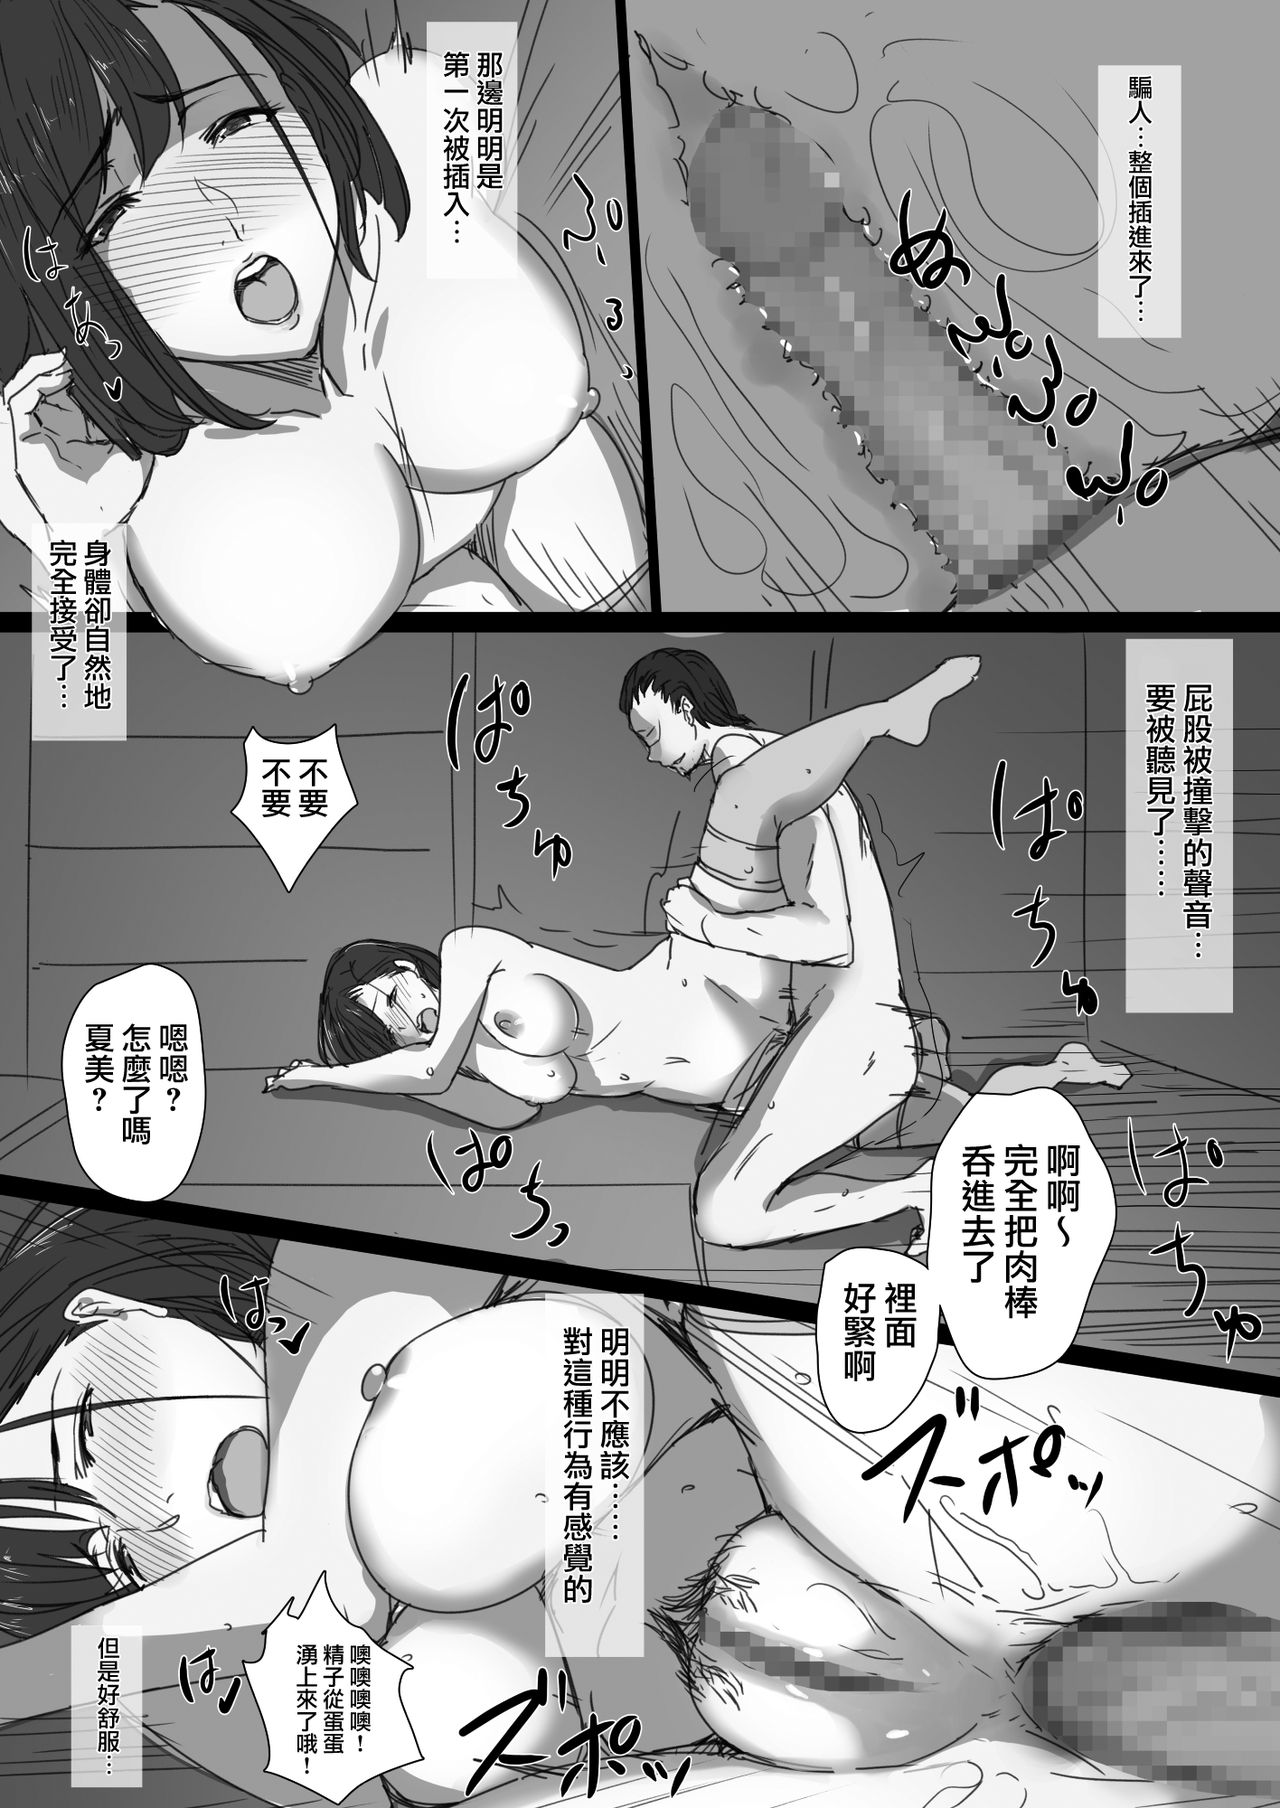 騙人…整個插進來了…
ぬぷぷぷぷ
那邊明明是
第一次被插入…
ぷるっ
はあっ
身體卻自然地
完全接受了…
屁股被撞擊的聲音…
要被聽見了……
ぱちゅ
ぱちゅ
不要
不要
嗯嗯？
怎麼了嗎
夏美？
ぱちっ
ぱちゅ
啊啊～
完全把肉棒
吞進去了
裡面
好緊啊
ズポッ
明明不應該……
對這種行為有感覺的
はっ
噢噢噢噢！
精子從蛋蛋
湧上來了哦！
ズポッ
はっ
但是好舒服…